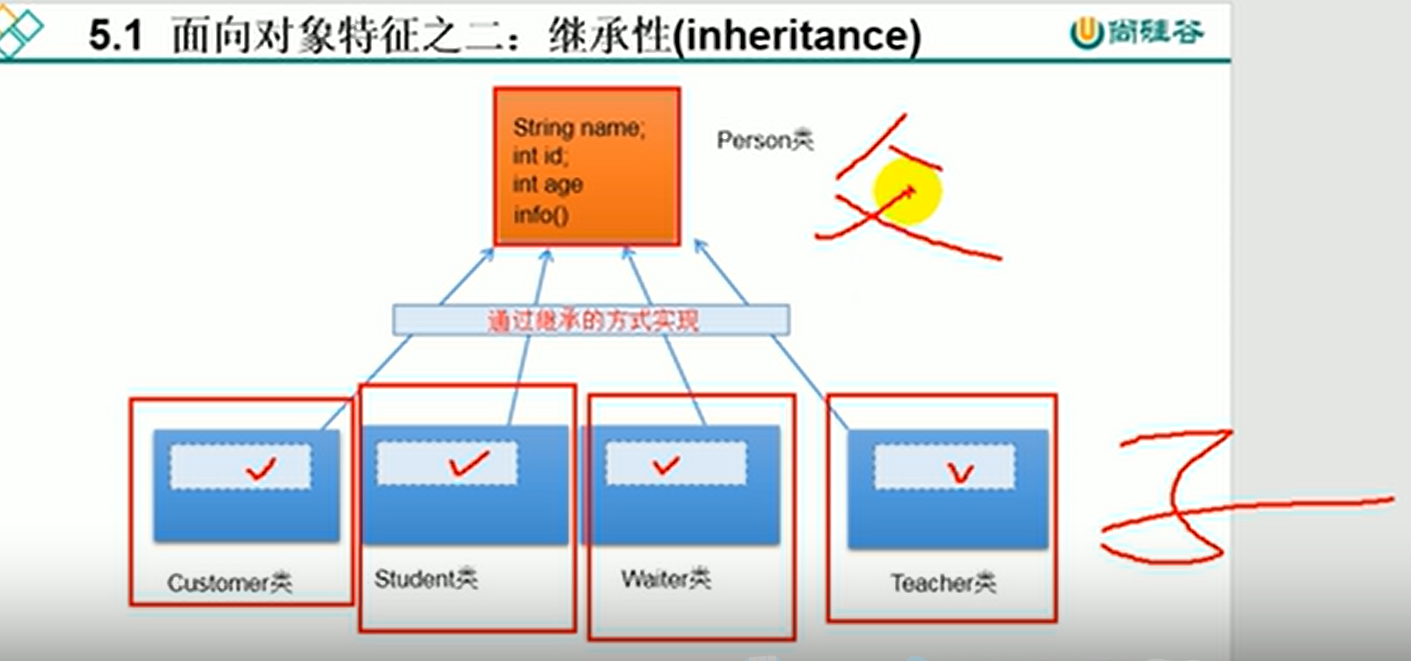 5.1 面向对象特征之二：继承性(inheritance)
尚硅谷
String name;
int id;
int age
info()
Person类
父
通过继承的方式实现
子
Customer类
Student类
Waiter类
Teacher类